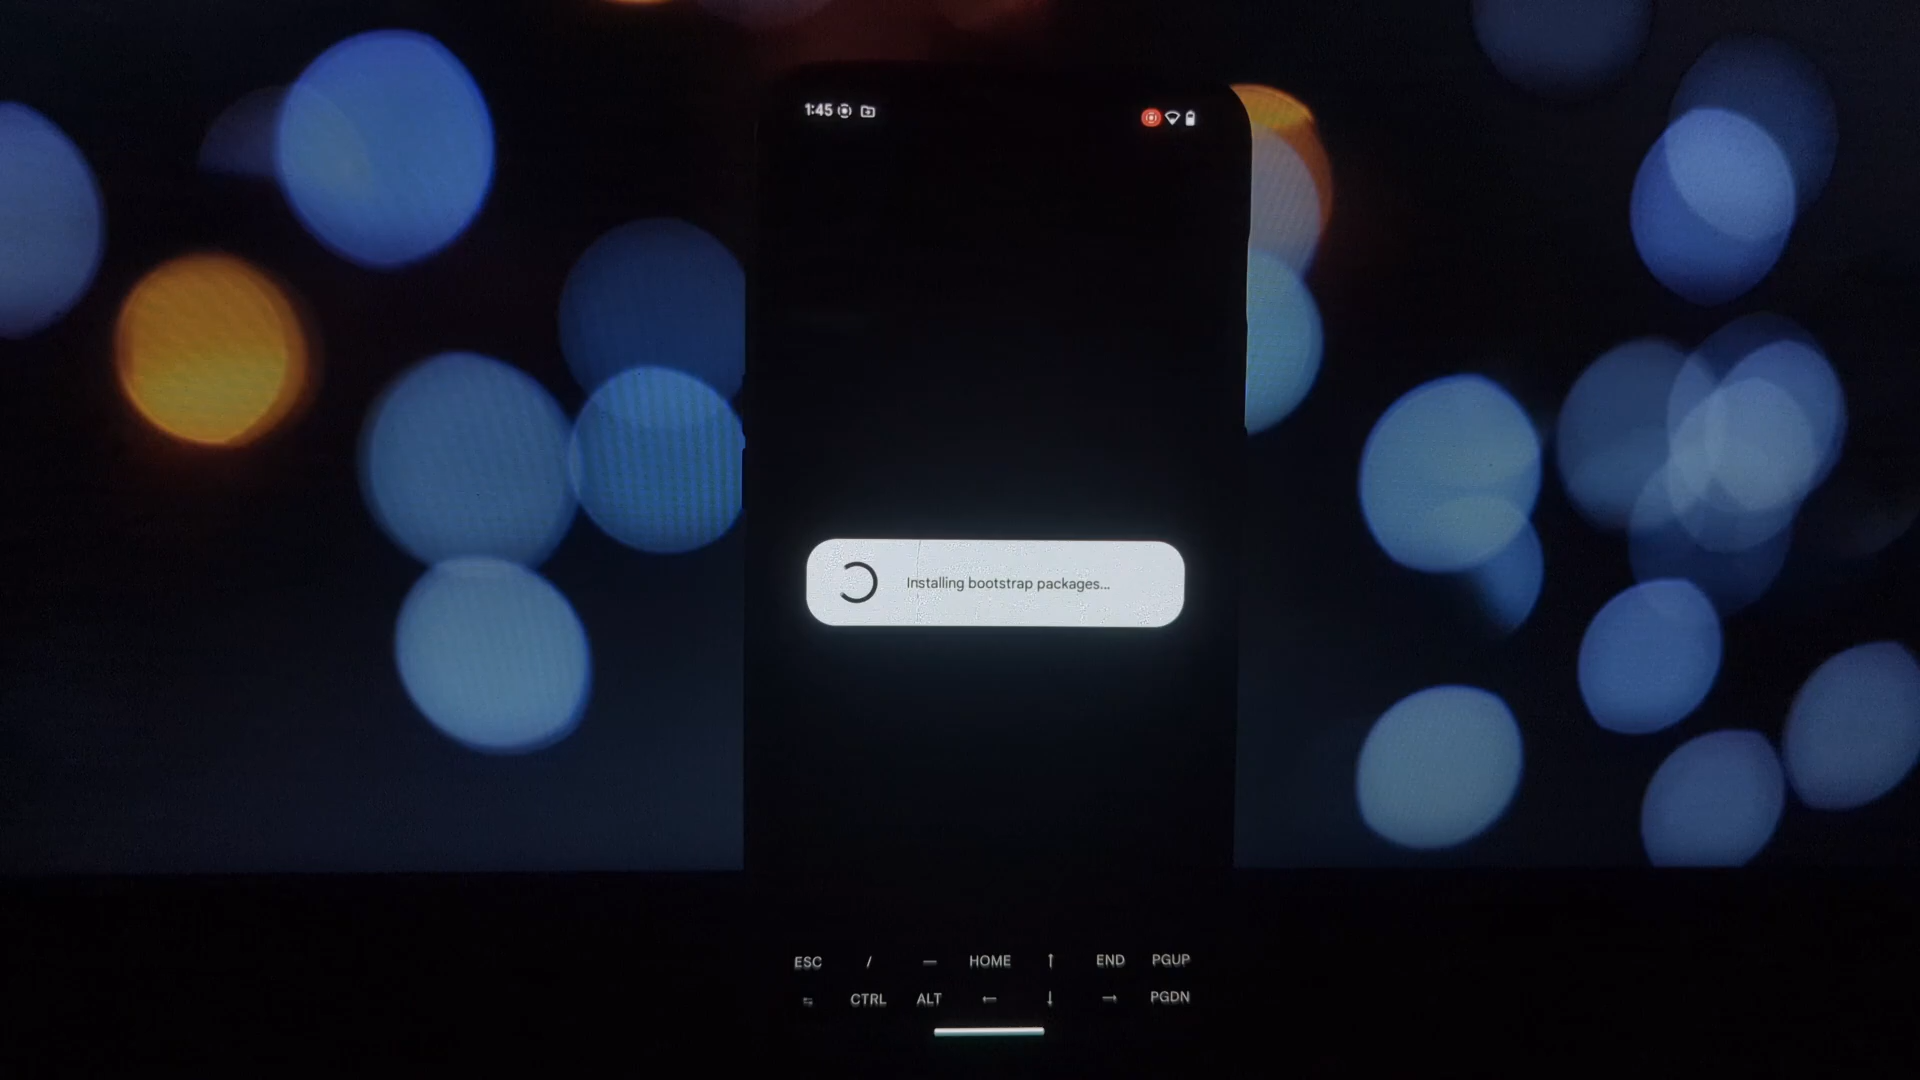 1:45
Installing bootstrap packages...
ESC / — HOME ↑ END PGUP
⇆ CTRL ALT ← ↓ → PGDN